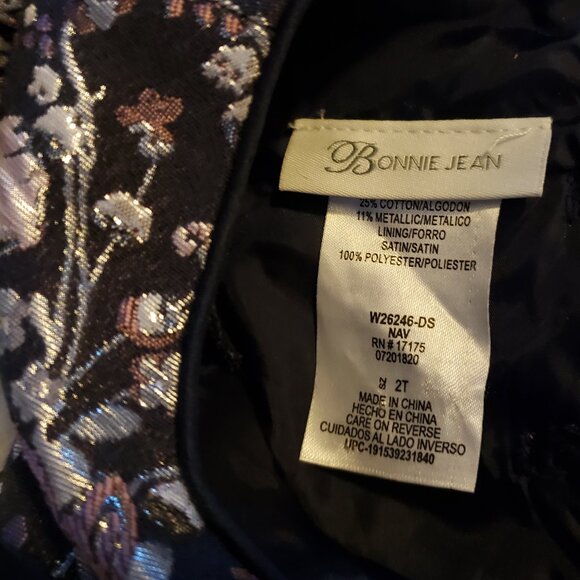 BONNIE JEAN
25% COTTON/ALGODON
11% METALLIC/METALICO
LINING/FORRO
SATIN/SATIN
100% POLYESTER/POLIESTER
W26246-DS
NAV
RN # 17175
07201820
SZ 2T
MADE IN CHINA
HECHO EN CHINA
CARE ON REVERSE
CUIDADOS AL LADO INVERSO
UPC-191539231840